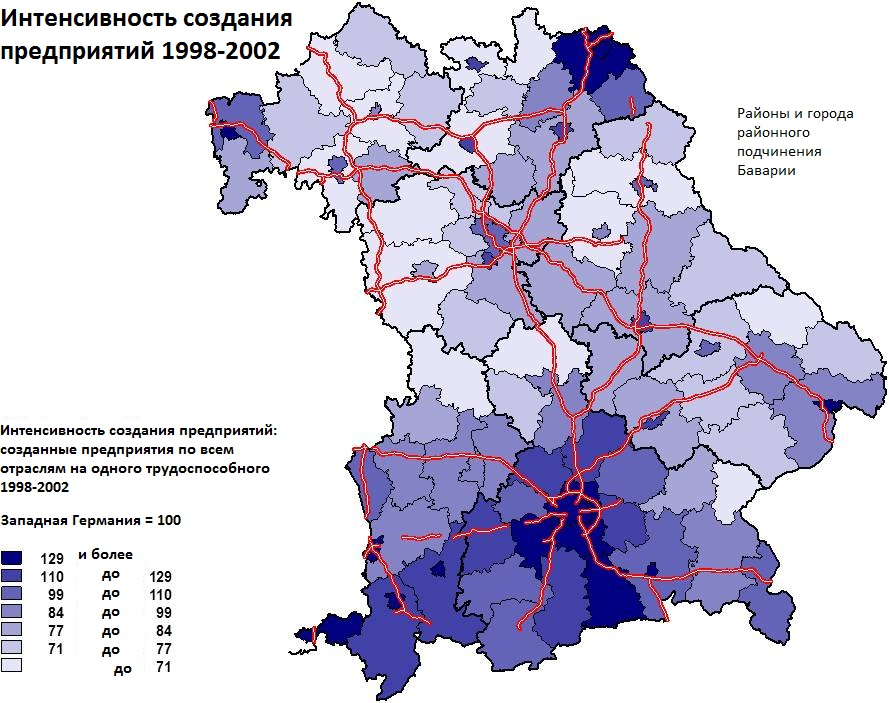 Интенсивность создания
предприятий 1998-2002
Районы и города
районного
подчинения
Баварии
Интенсивность создания предприятий:
созданные предприятия по всем
отраслям на одного трудоспособного
1998-2002
Западная Германия = 100
129 и более
110 до 129
99 до 110
84 до 99
77 до 84
71 до 77
до 71